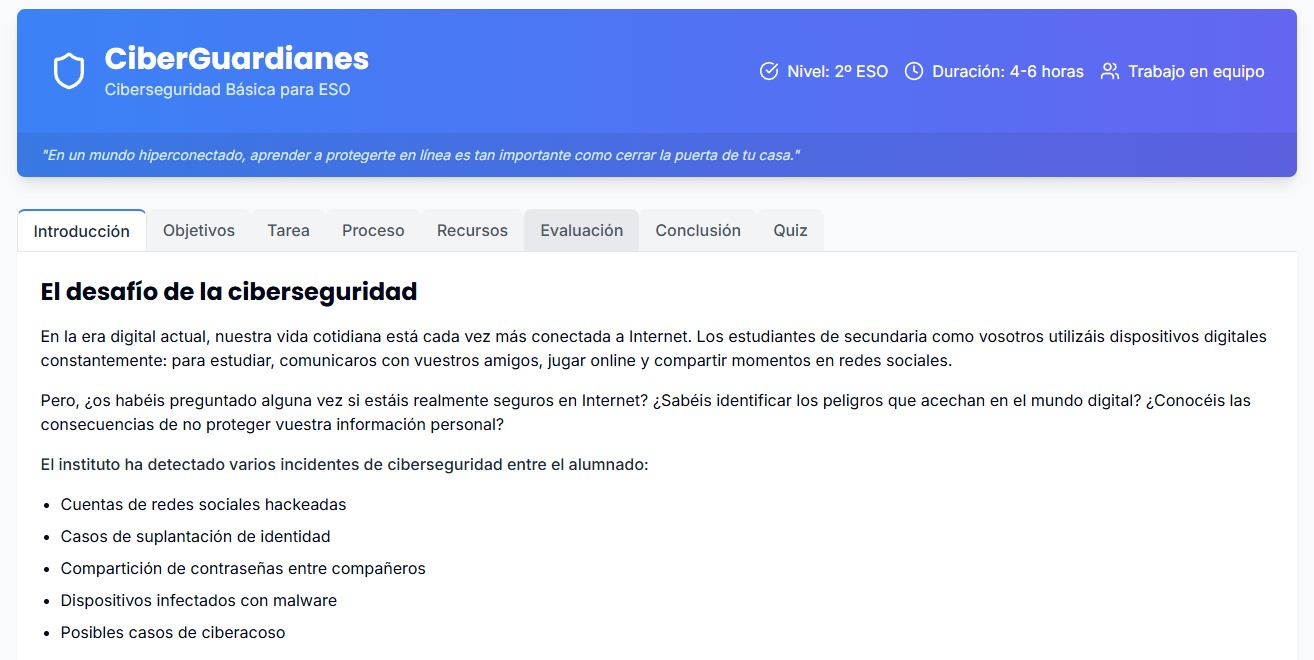 CiberGuardianes
Ciberseguridad Básica para ESO
Nivel: 2º ESO
Duración: 4-6 horas
Trabajo en equipo
"En un mundo hiperconectado, aprender a protegerte en línea es tan importante como cerrar la puerta de tu casa."
Introducción
Objetivos
Tarea
Proceso
Recursos
Evaluación
Conclusión
Quiz
El desafío de la ciberseguridad
En la era digital actual, nuestra vida cotidiana está cada vez más conectada a Internet. Los estudiantes de secundaria como vosotros utilizáis dispositivos digitales
constantemente: para estudiar, comunicaros con vuestros amigos, jugar online y compartir momentos en redes sociales.
Pero, ¿os habéis preguntado alguna vez si estáis realmente seguros en Internet? ¿Sabéis identificar los peligros que acechan en el mundo digital? ¿Conocéis las
consecuencias de no proteger vuestra información personal?
El instituto ha detectado varios incidentes de ciberseguridad entre el alumnado:
• Cuentas de redes sociales hackeadas
• Casos de suplantación de identidad
• Compartición de contraseñas entre compañeros
• Dispositivos infectados con malware
• Posibles casos de ciberacoso